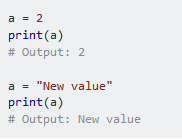 a = 2
print(a)
# Output: 2
a = "New value"
print(a)
# Output: New value